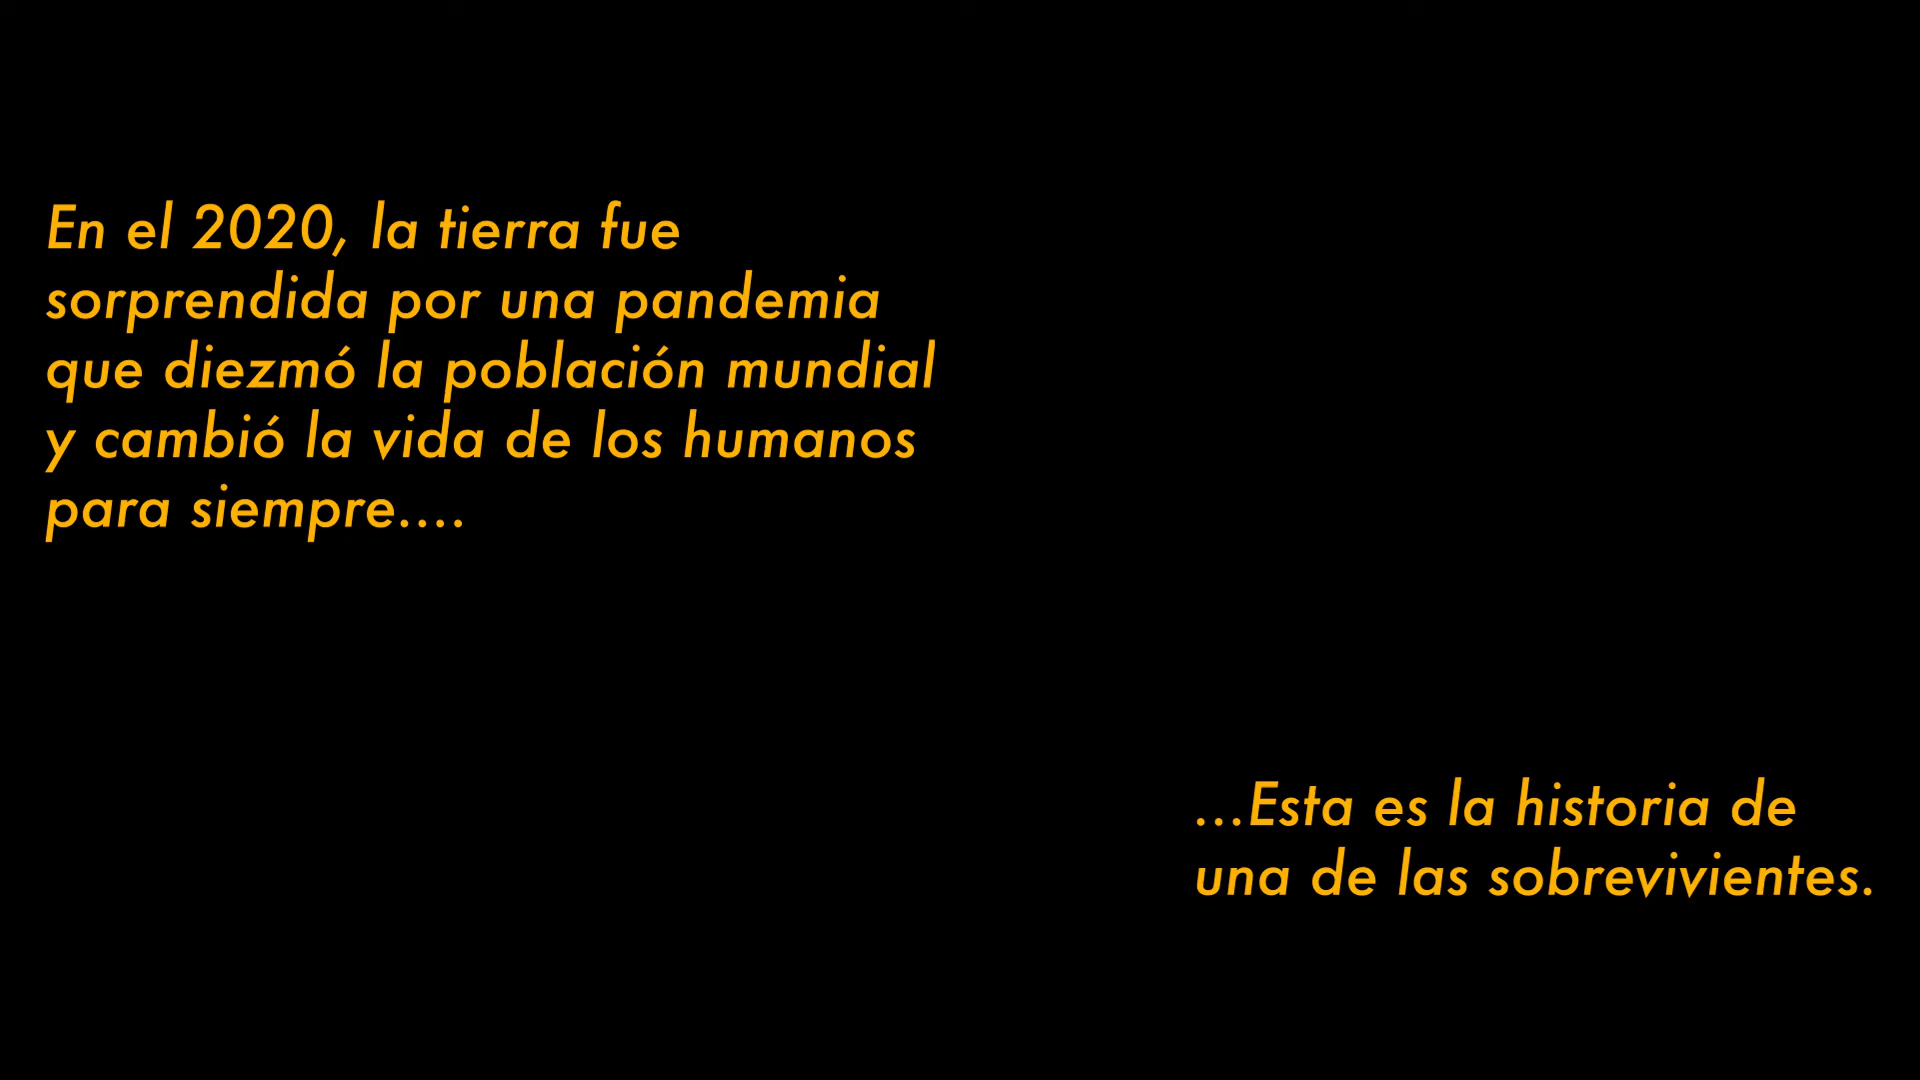 En el 2020, la tierra fue
sorprendida por una pandemia
que diezmó la población mundial
y cambió la vida de los humanos
para siempre....
...Esta es la historia de
una de las sobrevivientes.